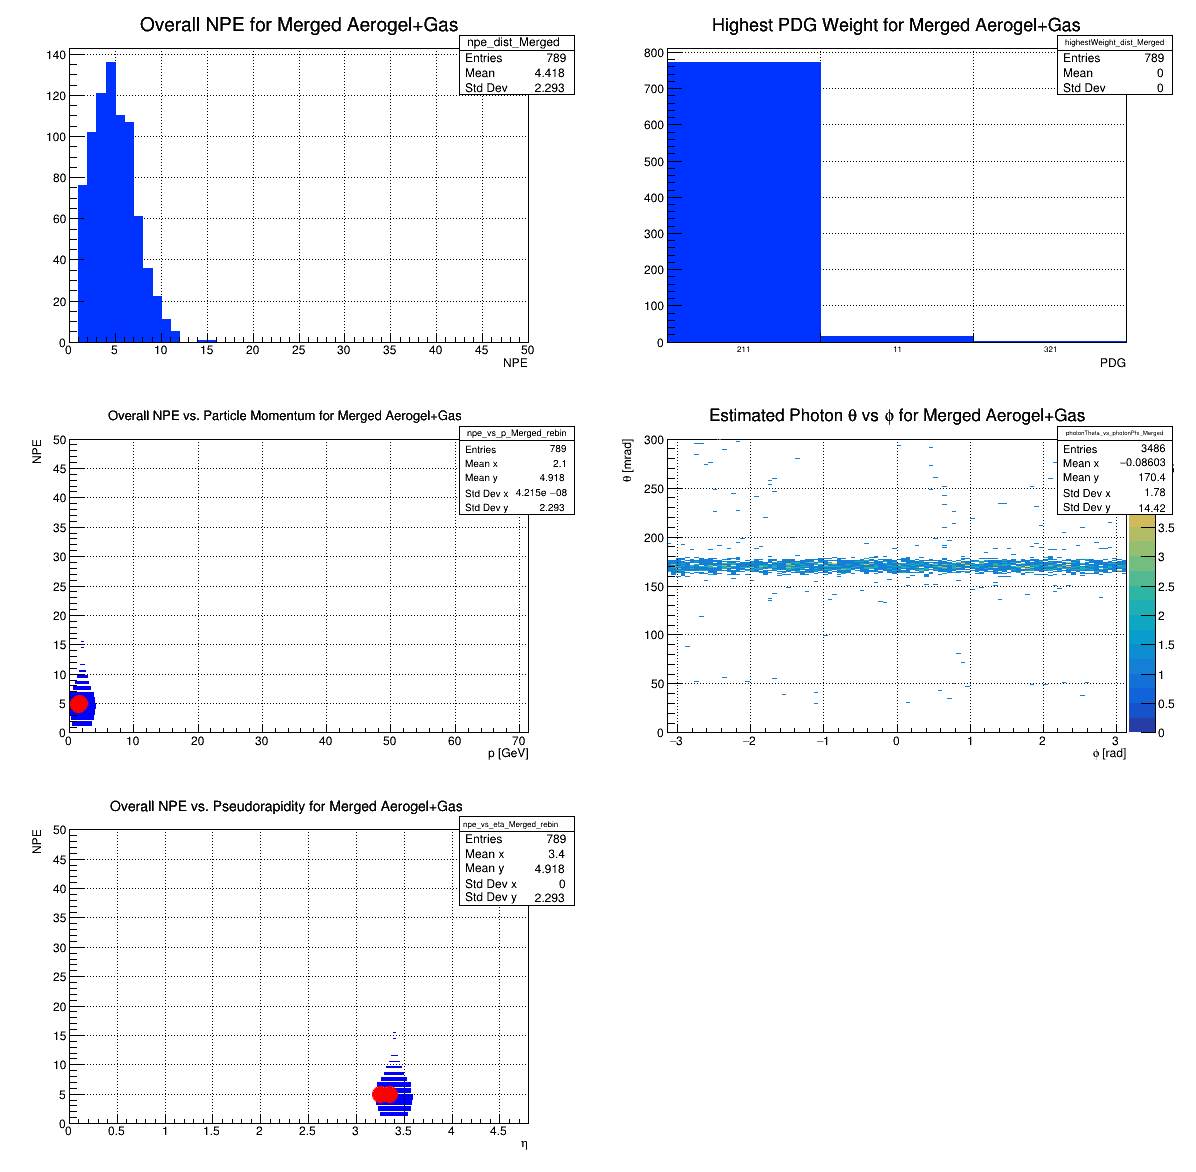 Overall NPE for Merged Aerogel+Gas
npe_dist_Merged
Entries 789
Mean 4.418
Std Dev 2.293
140
120
100
80
60
40
20
0
0 5 10 15 20 25 30 35 40 45 50
NPE
Highest PDG Weight for Merged Aerogel+Gas
highestWeight_dist_Merged
Entries 789
Mean 0
Std Dev 0
800
700
600
500
400
300
200
100
0
211 11 321
PDG
Overall NPE vs. Particle Momentum for Merged Aerogel+Gas
npe_vs_p_Merged_rebin
Entries 789
Mean x 2.1
Mean y 4.918
Std Dev x 4.215e −08
Std Dev y 2.293
NPE
50
45
40
35
30
25
20
15
10
5
0
0 10 20 30 40 50 60 70
p [GeV]
Estimated Photon θ vs ϕ for Merged Aerogel+Gas
photonTheta_vs_photonPhi_Merged
Entries 3486
Mean x −0.08603
Mean y 170.4
Std Dev x 1.78
Std Dev y 14.42
θ [mrad]
300
250
200
150
100
50
0
−3 −2 −1 0 1 2 3
ϕ [rad]
3.5
3
2.5
2
1.5
1
0.5
0
Overall NPE vs. Pseudorapidity for Merged Aerogel+Gas
npe_vs_eta_Merged_rebin
Entries 789
Mean x 3.4
Mean y 4.918
Std Dev x 0
Std Dev y 2.293
NPE
50
45
40
35
30
25
20
15
10
5
0
0 0.5 1 1.5 2 2.5 3 3.5 4 4.5
η